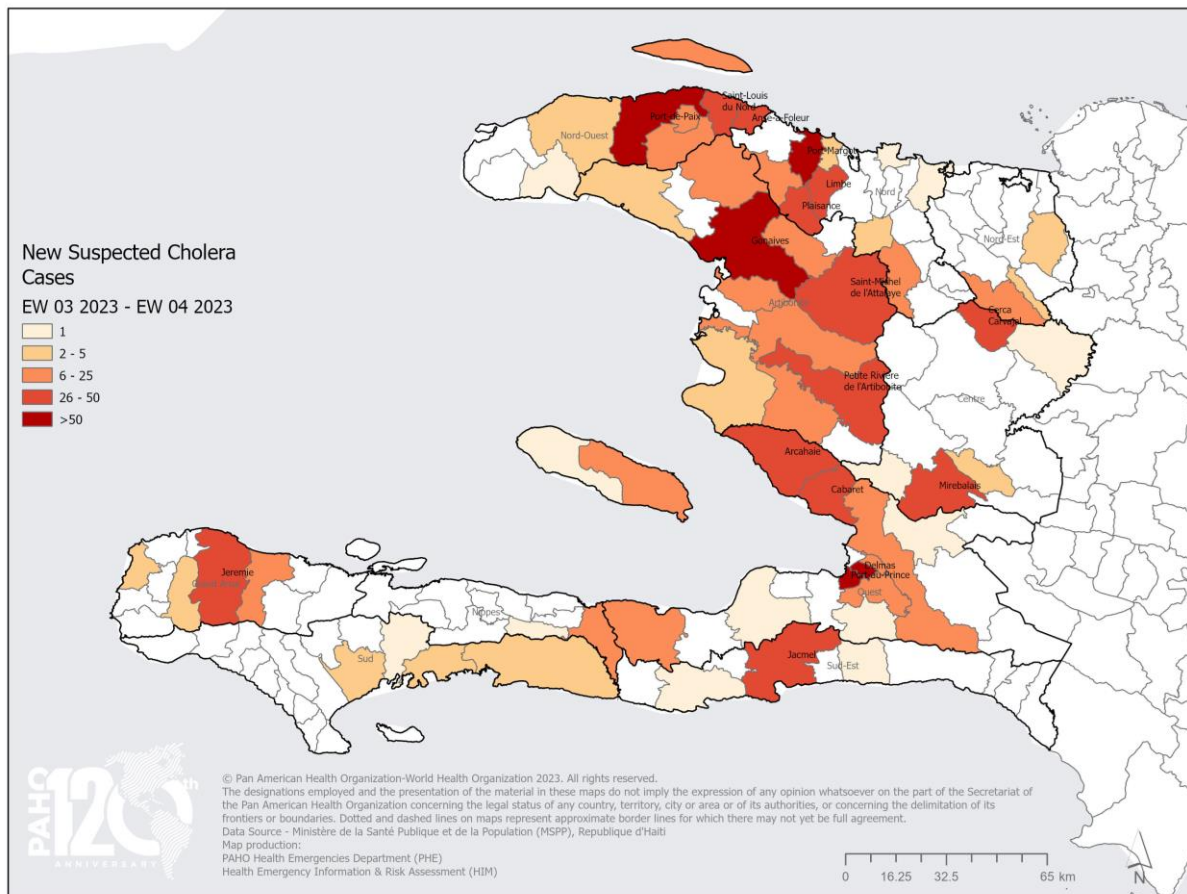 Saint-Louis
du Nord
Anse-a-Foleur
Port-de-Paix
Nord-Ouest
Port-Margot
Limbe
Nord
Plaisance
Nord-Est
Gonaives
Saint-Michel
de l'Attalaye
Artibonite
Cerca
Carvajal
Petite Rivière
de l'Artibonite
Centre
Arcahaie
Cabaret
Mirebalais
Delmas
Port-au-Prince
Ouest
Jeremie
Nippes
Sud
Jacmel
Sud-Est
New Suspected Cholera
Cases
EW 03 2023 - EW 04 2023
1
2 - 5
6 - 25
26 - 50
>50
PAHO 120th
ANNIVERSARY
© Pan American Health Organization-World Health Organization 2023. All rights reserved.
The designations employed and the presentation of the material in these maps do not imply the expression of any opinion whatsoever on the part of the Secretariat of
the Pan American Health Organization concerning the legal status of any country, territory, city or area or of its authorities, or concerning the delimitation of its
frontiers or boundaries. Dotted and dashed lines on maps represent approximate border lines for which there may not yet be full agreement.
Data Source - Ministère de la Santé Publique et de la Population (MSPP), Republique d'Haiti
Map production:
PAHO Health Emergencies Department (PHE)
Health Emergency Information & Risk Assessment (HIM)
0 16.25 32.5 65 km
N